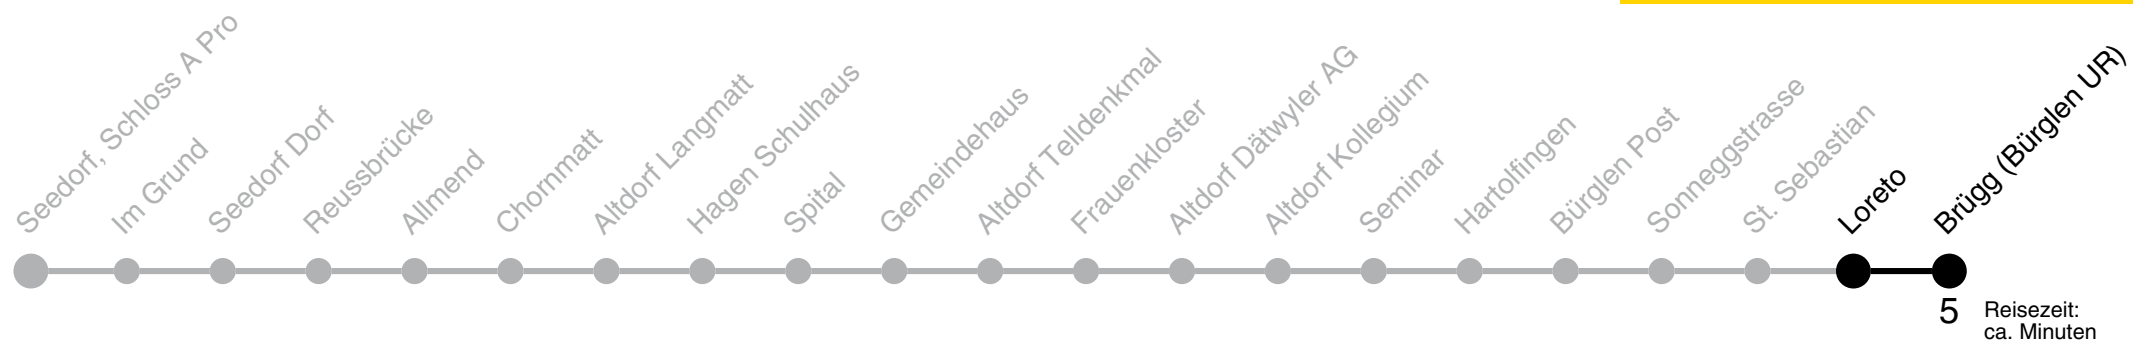 Seedorf, Schloss A Pro
Im Grund
Seedorf Dorf
Reussbrücke
Allmend
Chornmatt
Altdorf Langmatt
Hagen Schulhaus
Spital
Gemeindehaus
Altdorf Telldenkmal
Frauenkloster
Altdorf Dätwyler AG
Altdorf Kollegium
Seminar
Hartolfingen
Bürglen Post
Sonneggstrasse
St. Sebastian
Loreto
Brügg (Bürglen UR)
5
Reisezeit:
ca. Minuten